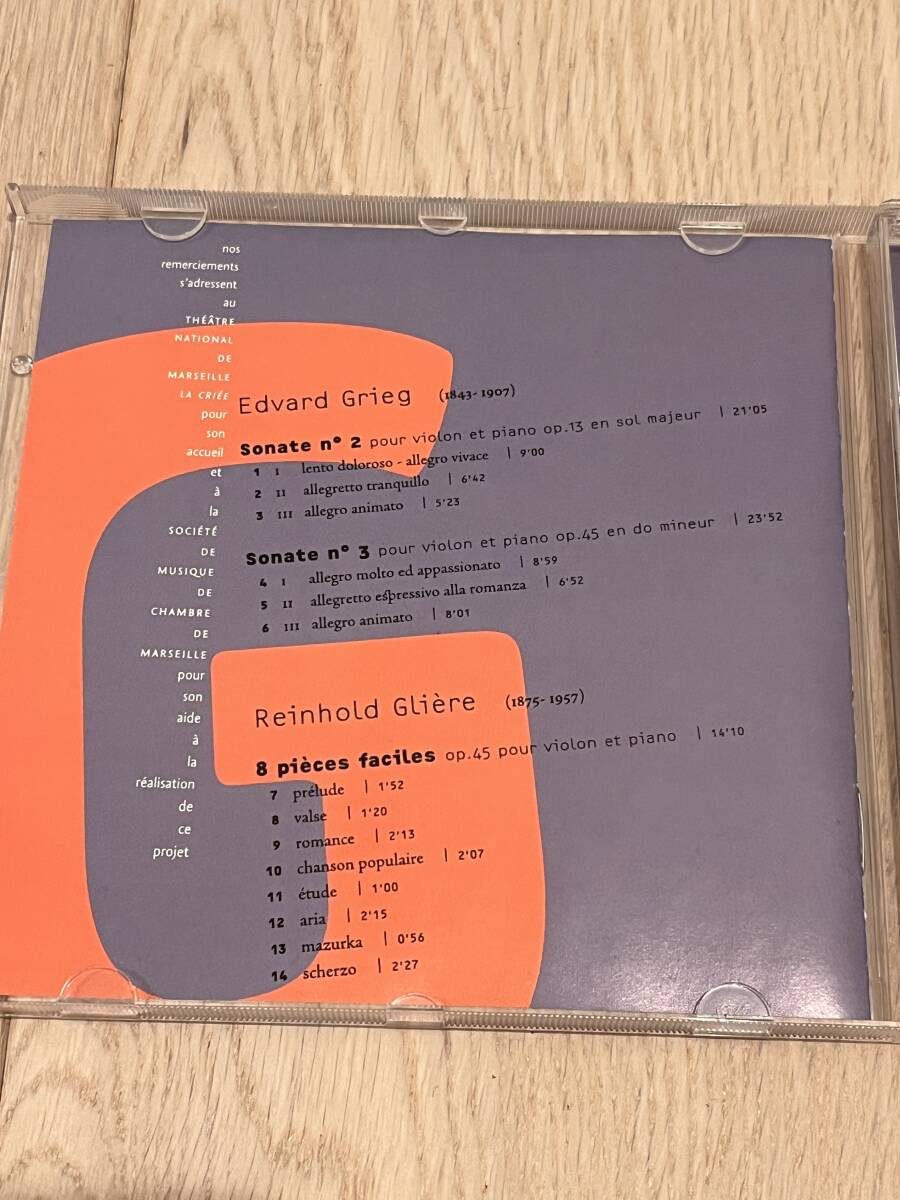 nos
remerciements
s'adressent
au
THÉÂTRE
NATIONAL
DE
MARSEILLE
LA CRIÉE
pour
son
accueil
et
à
la
SOCIÉTÉ
DE
MUSIQUE
DE
CHAMBRE
DE
MARSEILLE
pour
son
aide
à
la
réalisation
de
ce
projet
Edvard Grieg (1843-1907)
Sonate n° 2 pour violon et piano op.13 en sol majeur | 21'05
1 I lento doloroso - allegro vivace | 9'00
2 II allegretto tranquillo | 6'42
3 III allegro animato | 5'23
Sonate n° 3 pour violon et piano op.45 en do mineur | 23'52
4 I allegro molto ed appassionato | 8'59
5 II allegretto espressivo alla romanza | 6'52
6 III allegro animato | 8'01
Reinhold Glière (1875-1957)
8 pièces faciles op.45 pour violon et piano | 14'10
7 prélude | 1'52
8 valse | 1'20
9 romance | 2'13
10 chanson populaire | 2'07
11 étude | 1'00
12 aria | 2'15
13 mazurka | 0'56
14 scherzo | 2'27